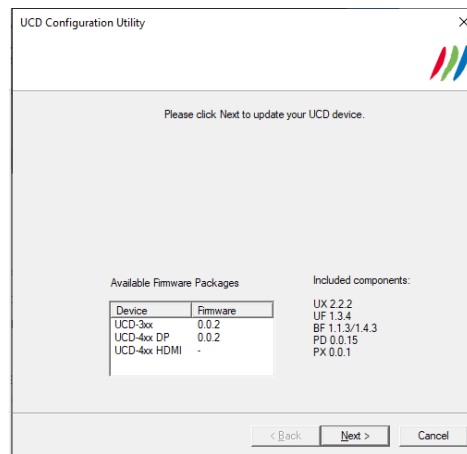 UCD Configuration Utility
Please click Next to update your UCD device.
Available Firmware Packages
Device Firmware
UCD-3xx 0.0.2
UCD-4xx DP 0.0.2
UCD-4xx HDMI -
Included components:
UX 2.2.2
UF 1.3.4
BF 1.1.3/1.4.3
PD 0.0.15
PX 0.0.1
< Back Next > Cancel